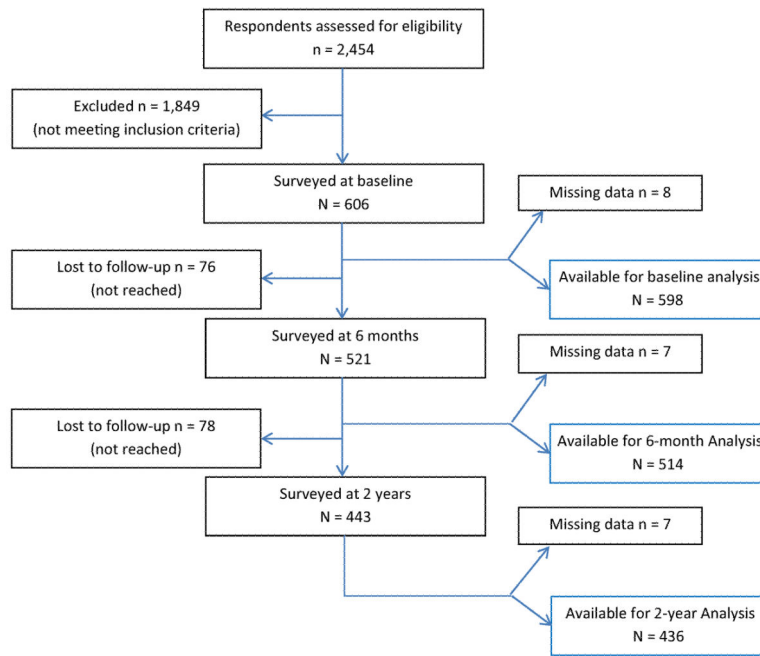 Respondents assessed for eligibility
n = 2,454
Excluded n = 1,849
(not meeting inclusion criteria)
Surveyed at baseline
N = 606
Missing data n = 8
Lost to follow-up n = 76
(not reached)
Available for baseline analysis
N = 598
Surveyed at 6 months
N = 521
Missing data n = 7
Lost to follow-up n = 78
(not reached)
Available for 6-month Analysis
N = 514
Surveyed at 2 years
N = 443
Missing data n = 7
Available for 2-year Analysis
N = 436